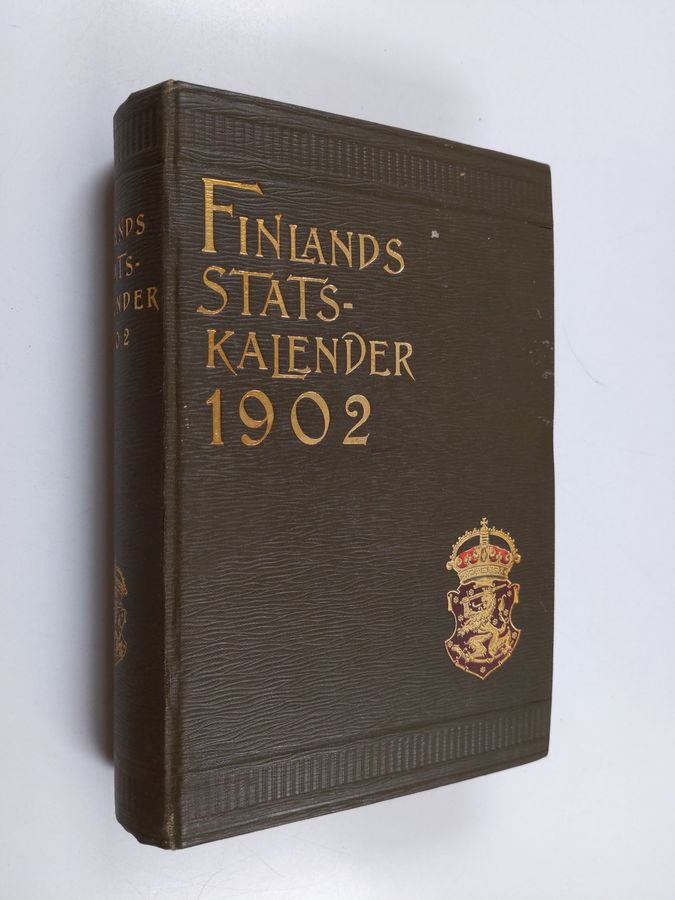 FINLANDS
STATS-
KALENDER
1902